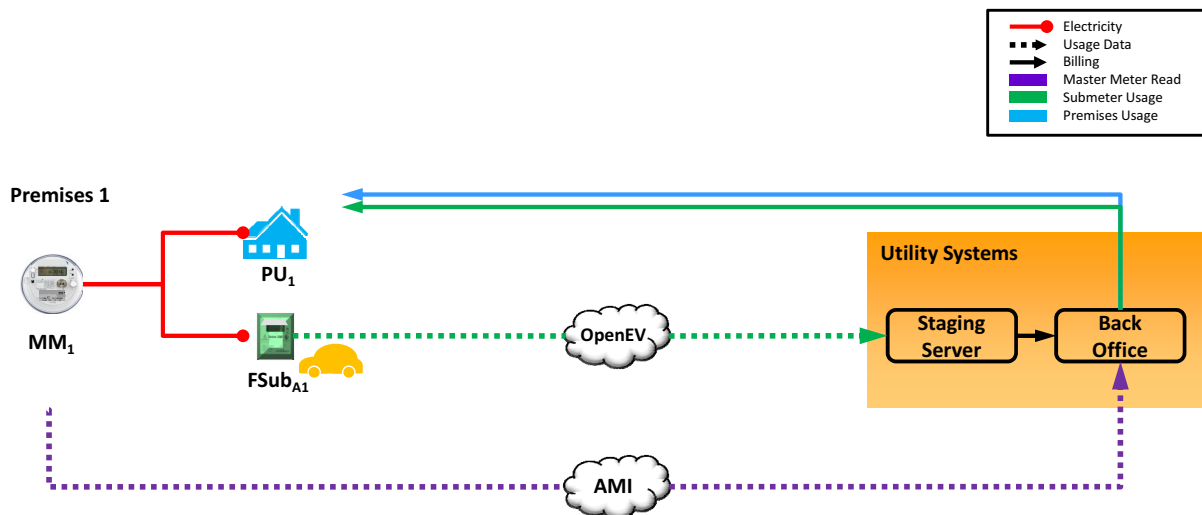 Electricity
Usage Data
Billing
Master Meter Read
Submeter Usage
Premises Usage
Premises 1
PU1
MM1
FSubA1
OpenEV
AMI
Utility Systems
Staging
Server
Back
Office